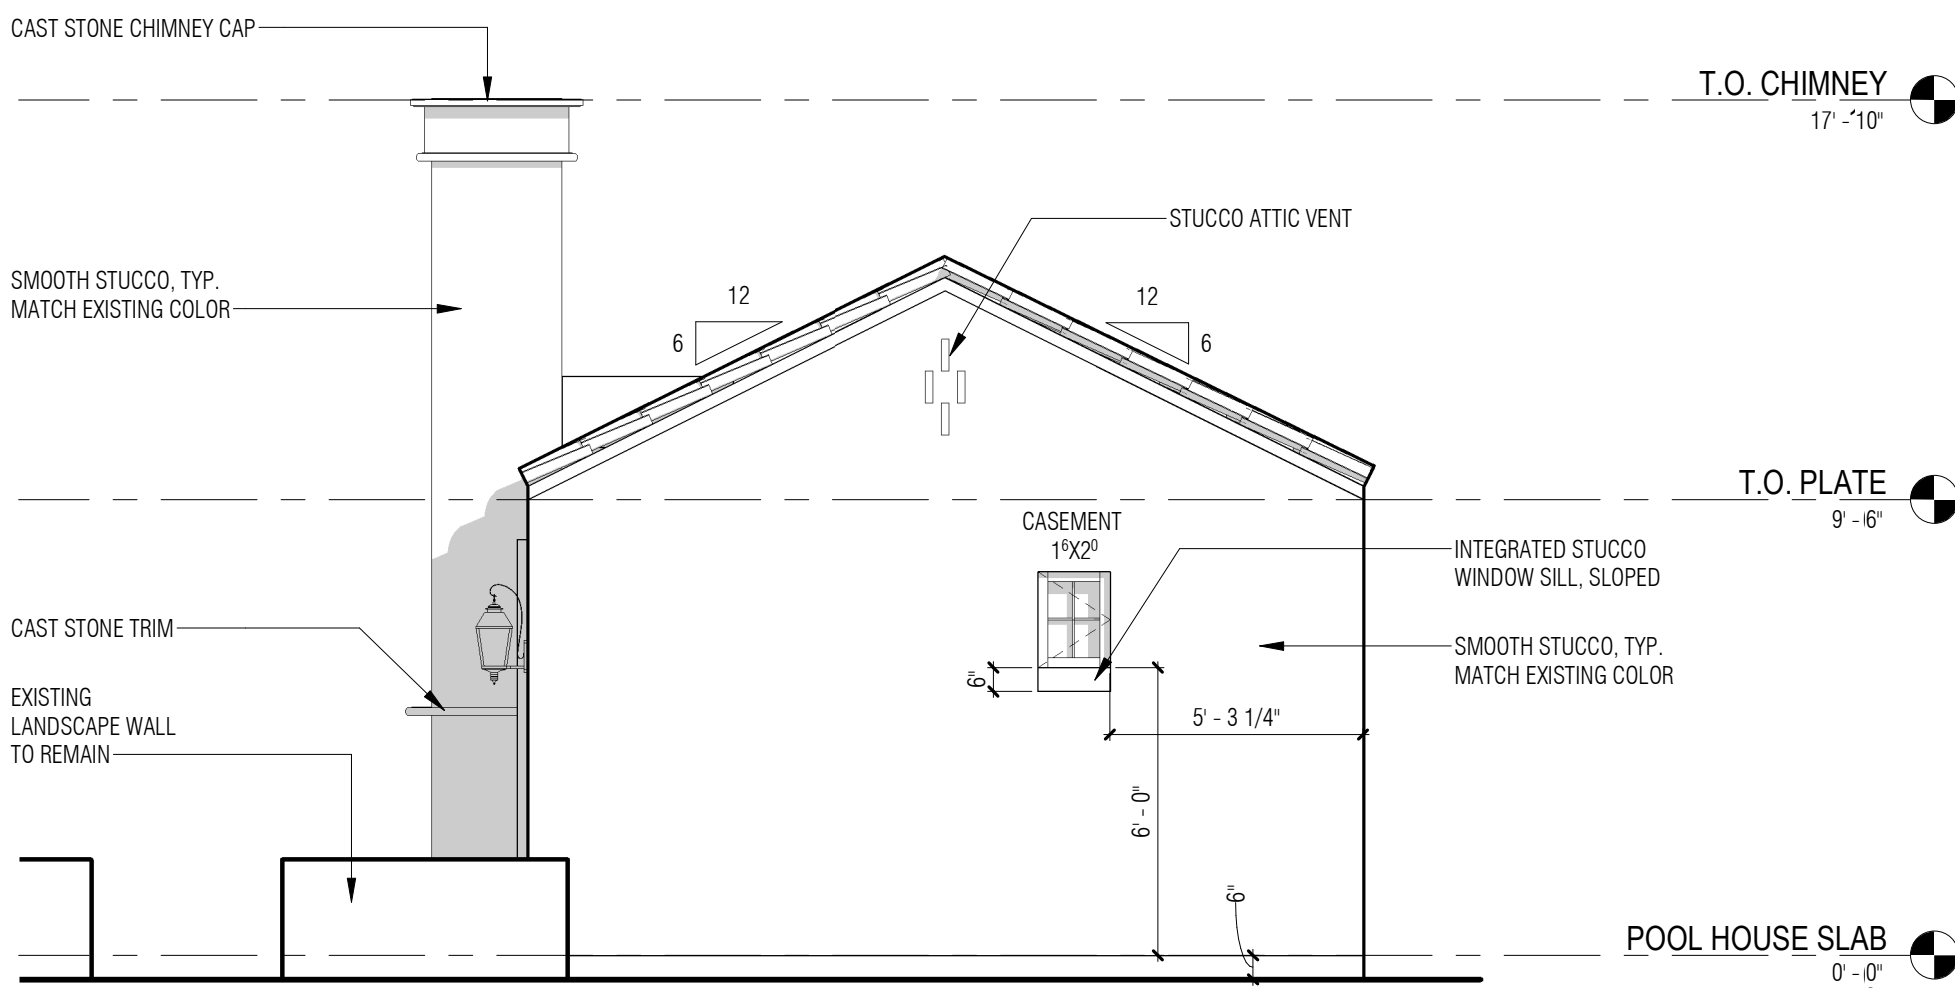 CAST STONE CHIMNEY CAP
T.O. CHIMNEY
17' - 10"
STUCCO ATTIC VENT
SMOOTH STUCCO, TYP.
MATCH EXISTING COLOR
12
6
12
6
T.O. PLATE
9' - 6"
CASEMENT
1⁶X2⁰
INTEGRATED STUCCO
WINDOW SILL, SLOPED
CAST STONE TRIM
SMOOTH STUCCO, TYP.
MATCH EXISTING COLOR
6"
EXISTING
LANDSCAPE WALL
TO REMAIN
5' - 3 1/4"
6' - 0"
6"
POOL HOUSE SLAB
0' - 0"